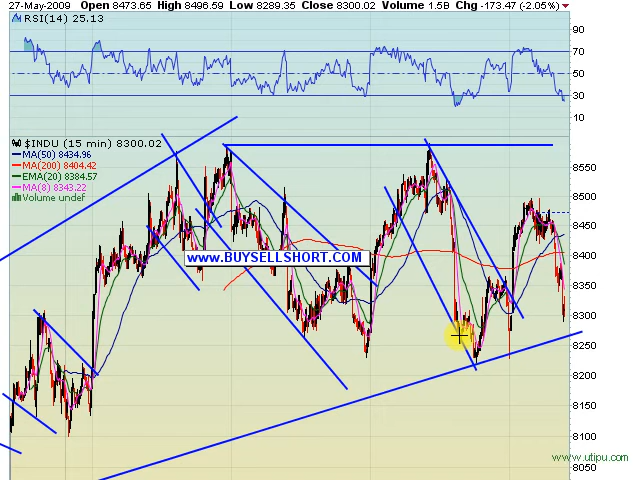 27-May-2009 Open 8473.65 High 8496.59 Low 8289.35 Close 8300.02 Volume 1.5B Chg -173.47 (-2.05%)
RSI(14) 25.13
90
70
50
30
10
$INDU (15 min) 8300.02
MA(50) 8434.96
MA(200) 8404.42
EMA(20) 8384.57
MA(8) 8343.22
Volume undef
8550
8500
8450
8400
8350
8300
8250
8200
8150
8100
8050
www.BUYSELLSHORT.COM
www.utipu.com